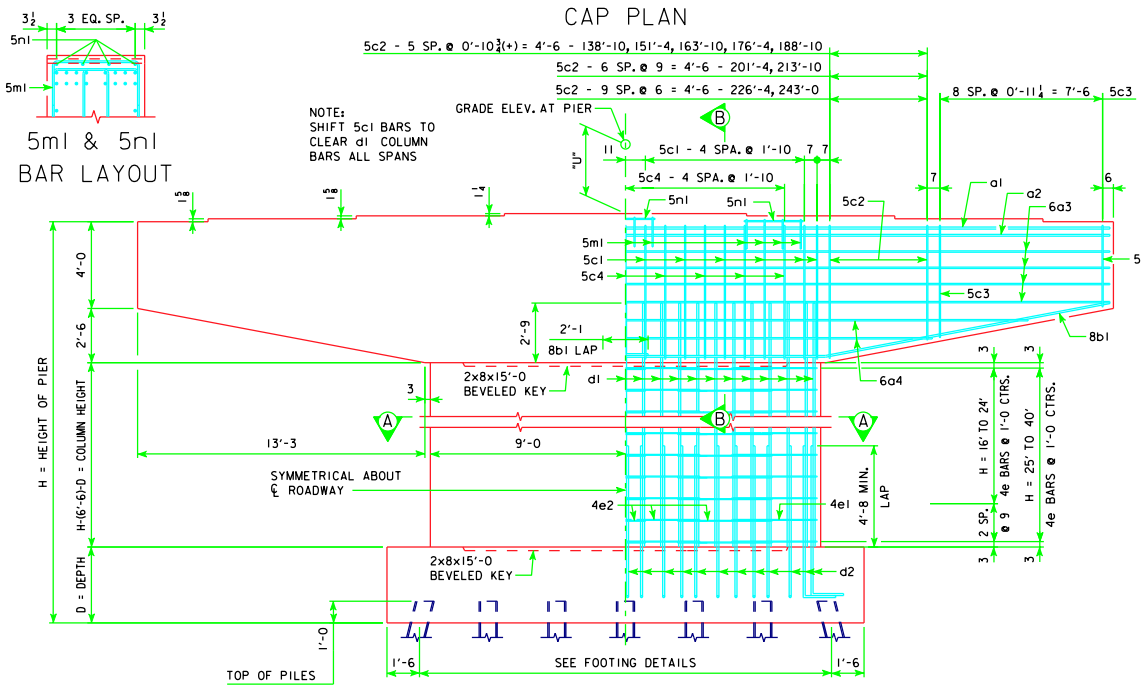 CAP PLAN
3½ 3 EQ. SP. 3½
5n1
5m1
5m1 & 5n1
BAR LAYOUT
NOTE:
SHIFT 5c1 BARS TO
CLEAR d1 COLUMN
BARS ALL SPANS
5c2 - 5 SP. @ 0'-10¾(+) = 4'-6 - 138'-10, 151'-4, 163'-10, 176'-4, 188'-10
5c2 - 6 SP. @ 9 = 4'-6 - 201'-4, 213'-10
5c2 - 9 SP. @ 6 = 4'-6 - 226'-4, 243'-0
8 SP. @ 0'-11¼ = 7'-6
5c3
GRADE ELEV. AT PIER
B
"U"
11
5c1 - 4 SPA. @ 1'-10
7
7
5c4 - 4 SPA. @ 1'-10
7
6
a1
a2
6a3
5c2
5n1
5n1
1⅝
1⅝
1¼
5m1
5c1
5c4
5
5c3
8b1
6a4
4'-0
2'-6
2'-9
2'-1
8b1 LAP
2x8x15'-0
BEVELED KEY
d1
3
A
B
A
13'-3
9'-0
H = HEIGHT OF PIER
H-(6'-6)-D = COLUMN HEIGHT
D = DEPTH
SYMMETRICAL ABOUT
℄ ROADWAY
4e2
4e1
4'-8 MIN.
LAP
3
H = 16' TO 24'
4e BARS @ 1'-0 CTRS.
2 SP.
@ 9
3
3
H = 25' TO 40'
4e BARS @ 1'-0 CTRS.
3
2x8x15'-0
BEVELED KEY
d2
1'-0
TOP OF PILES
1'-6
SEE FOOTING DETAILS
1'-6